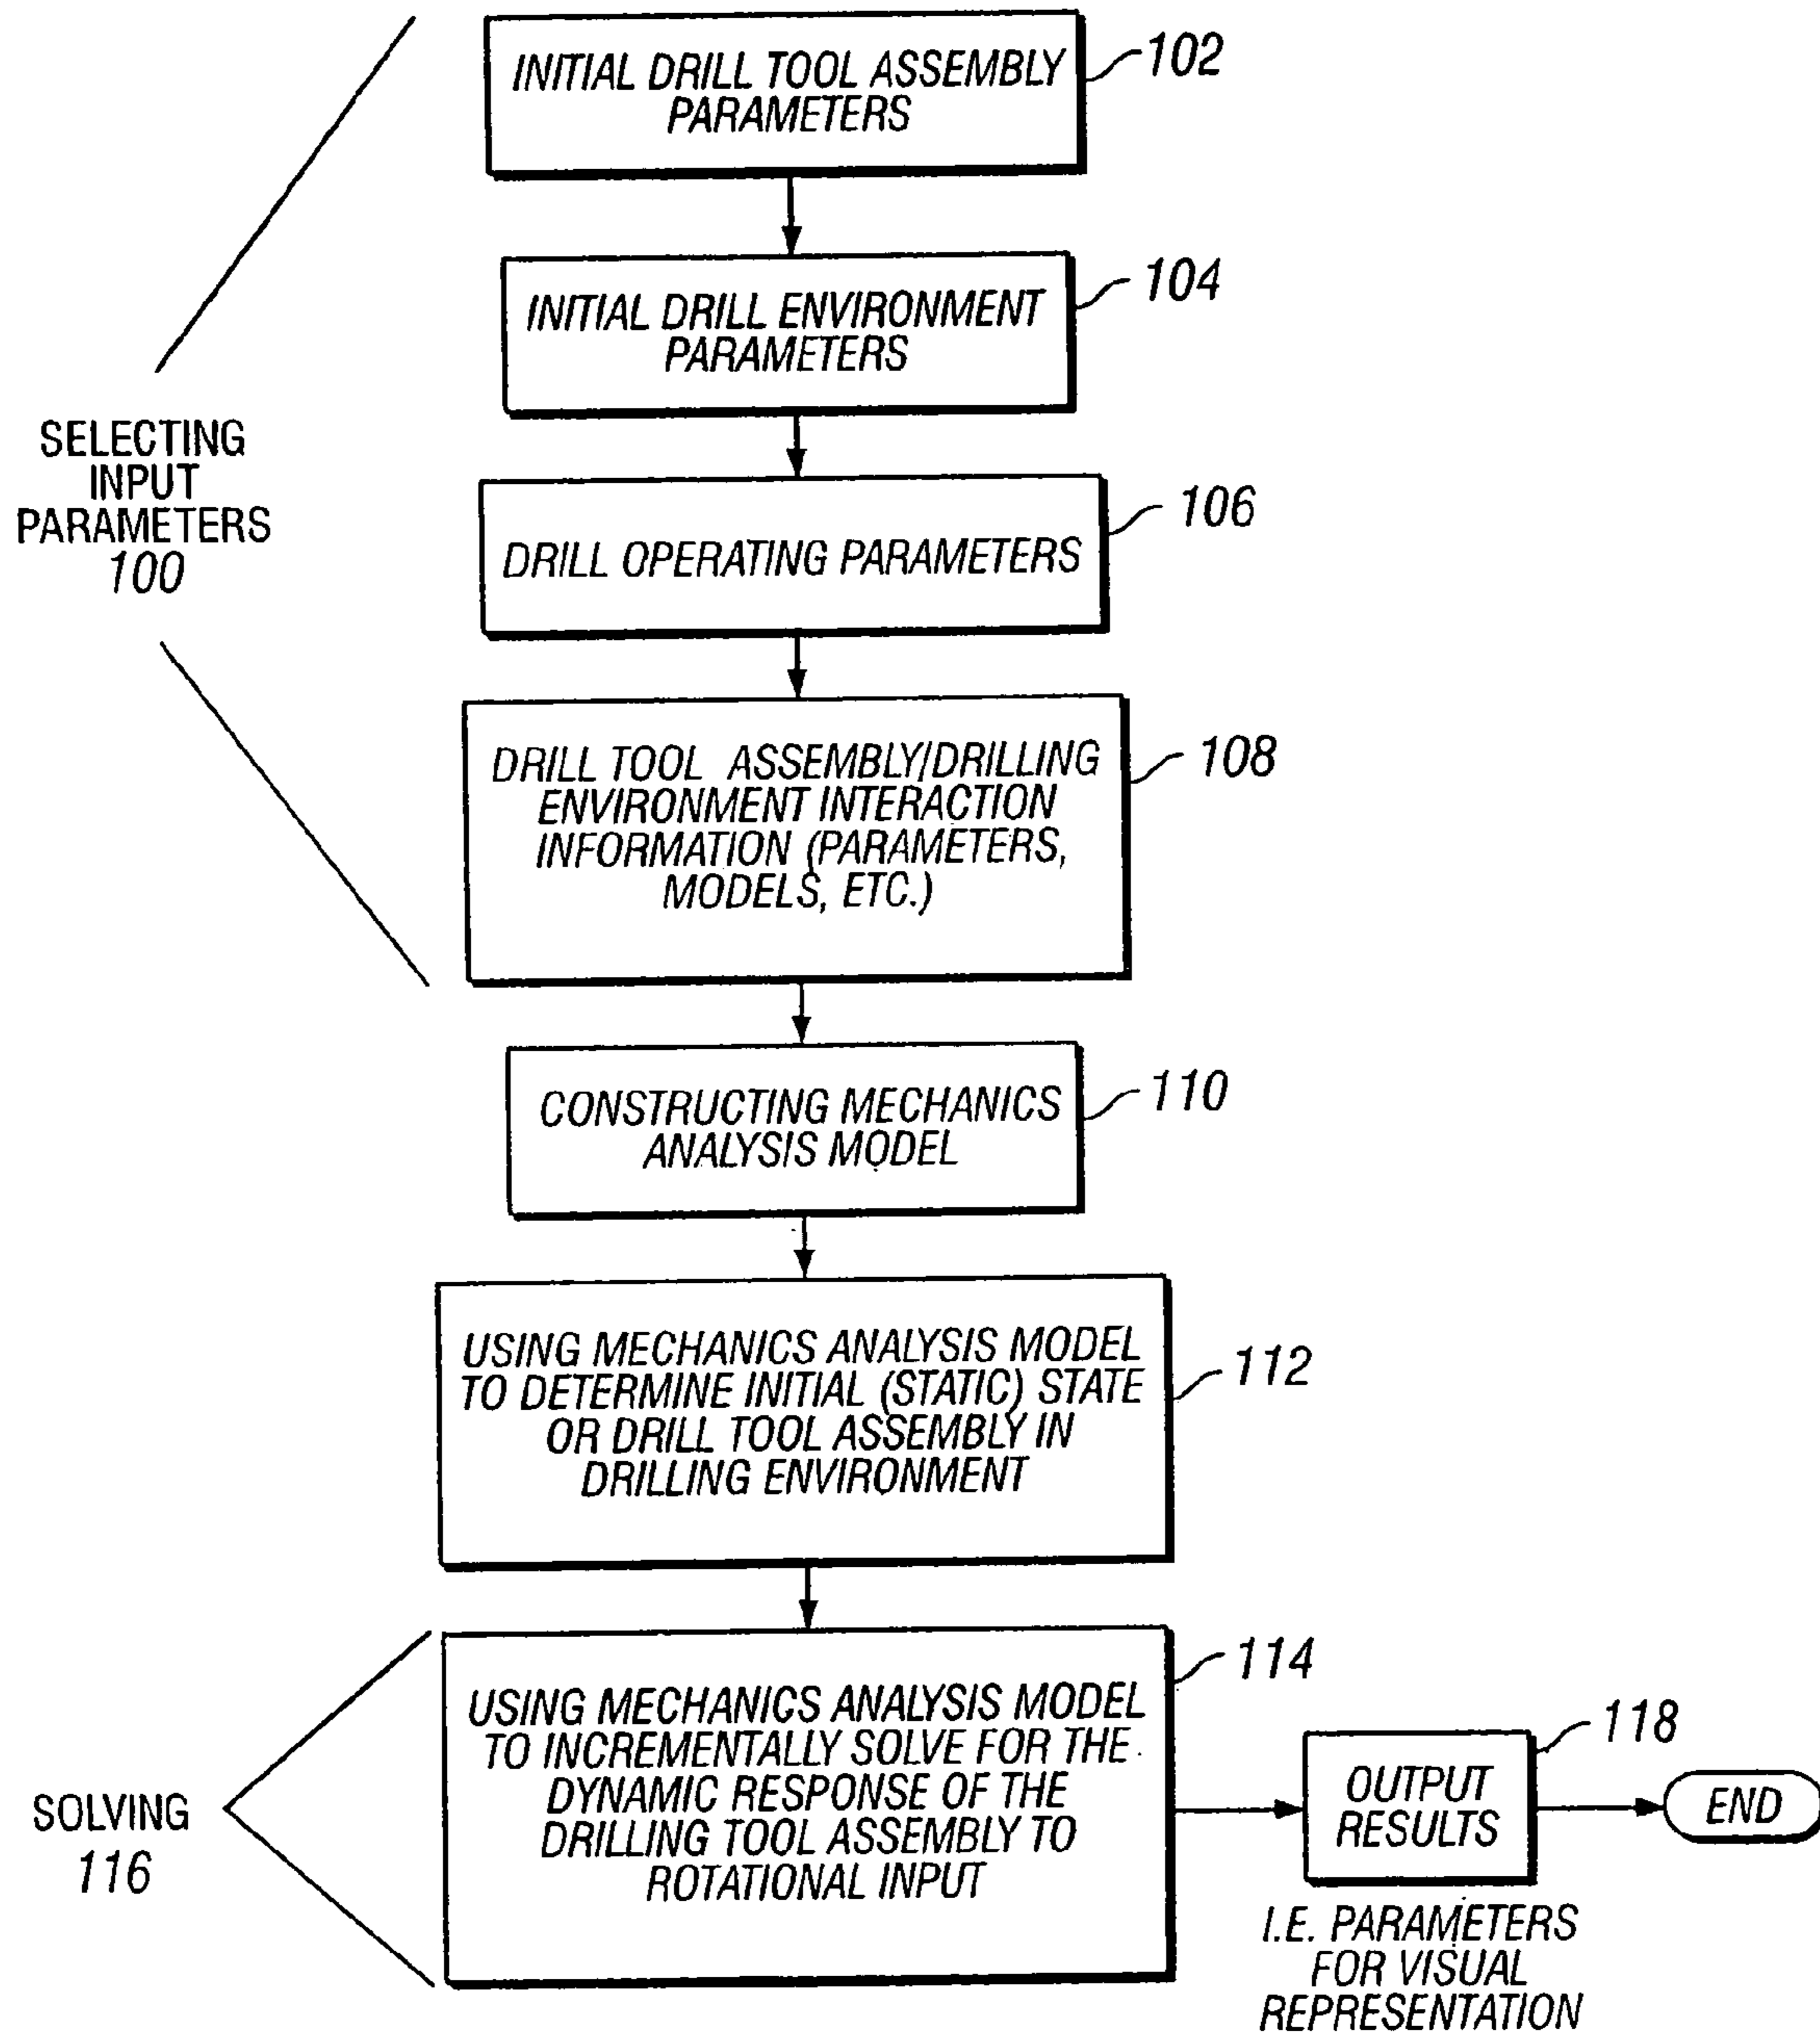 INITIAL DRILL TOOL ASSEMBLY
PARAMETERS
102
INITIAL DRILL ENVIRONMENT
PARAMETERS
104
SELECTING
INPUT
PARAMETERS
100
DRILL OPERATING PARAMETERS
106
DRILL TOOL ASSEMBLY/DRILLING
ENVIRONMENT INTERACTION
INFORMATION (PARAMETERS,
MODELS, ETC.)
108
CONSTRUCTING MECHANICS
ANALYSIS MODEL
110
USING MECHANICS ANALYSIS MODEL
TO DETERMINE INITIAL (STATIC) STATE
OR DRILL TOOL ASSEMBLY IN
DRILLING ENVIRONMENT
112
SOLVING
116
USING MECHANICS ANALYSIS MODEL
TO INCREMENTALLY SOLVE FOR THE
DYNAMIC RESPONSE OF THE
DRILLING TOOL ASSEMBLY TO
ROTATIONAL INPUT
114
OUTPUT
RESULTS
118
END
I.E. PARAMETERS
FOR VISUAL
REPRESENTATION